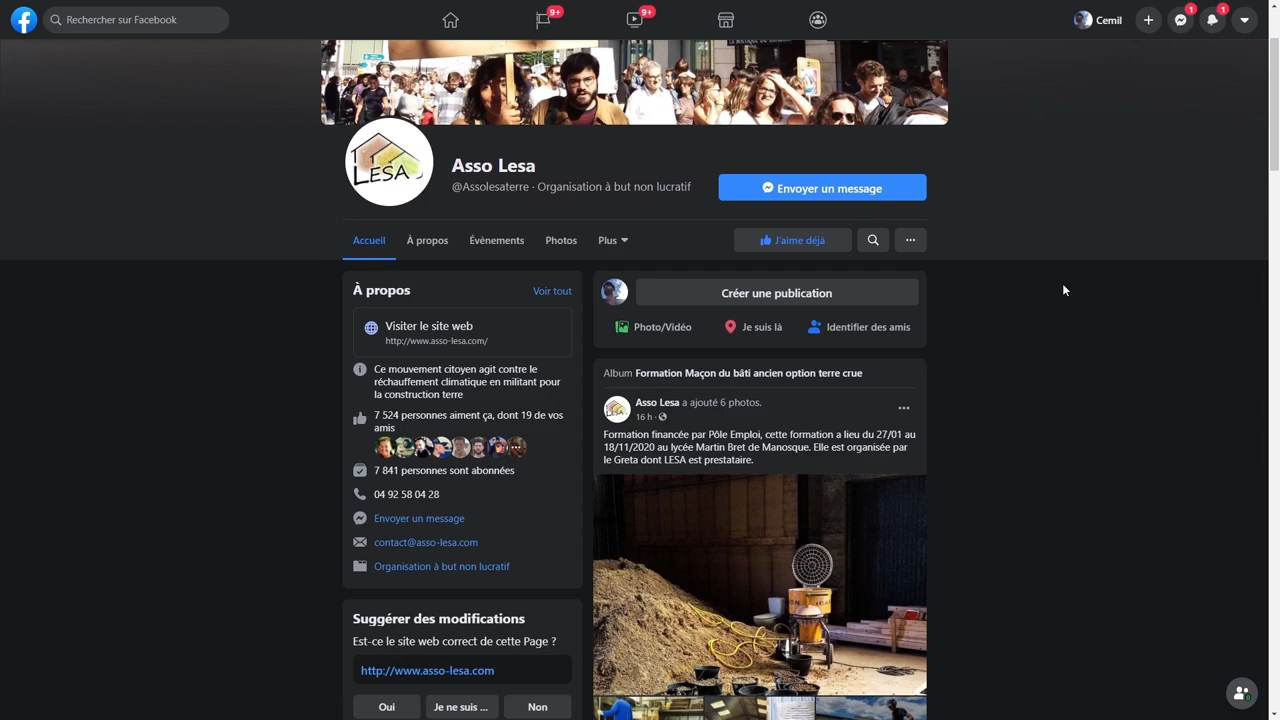 Rechercher sur Facebook
9+
9+
Cemil
1
1
LESA
Asso Lesa
@Assolesaterre · Organisation à but non lucratif
Envoyer un message
Accueil
À propos
Évènements
Photos
Plus
J'aime déjà
À propos
Voir tout
Visiter le site web
http://www.asso-lesa.com/
Ce mouvement citoyen agit contre le
réchauffement climatique en militant pour
la construction terre
7 524 personnes aiment ça, dont 19 de vos
amis
7 841 personnes sont abonnées
04 92 58 04 28
Envoyer un message
contact@asso-lesa.com
Organisation à but non lucratif
Suggérer des modifications
Est-ce le site web correct de cette Page ?
http://www.asso-lesa.com
Oui
Je ne suis ...
Non
Créer une publication
Photo/Vidéo
Je suis là
Identifier des amis
Album Formation Maçon du bâti ancien option terre crue
Asso Lesa a ajouté 6 photos.
16 h ·
Formation financée par Pôle Emploi, cette formation a lieu du 27/01 au
18/11/2020 au lycée Martin Bret de Manosque. Elle est organisée par
le Greta dont LESA est prestataire.